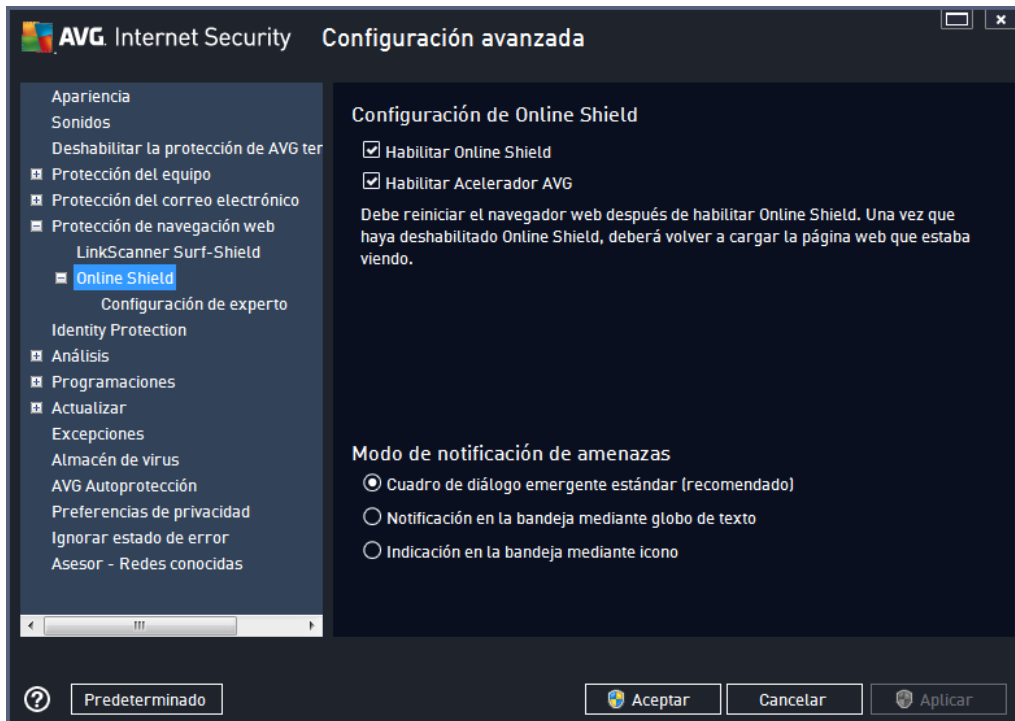 AVG. Internet Security Configuración avanzada
Apariencia
Sonidos
Deshabilitar la protección de AVG ter
Protección del equipo
Protección del correo electrónico
Protección de navegación web
LinkScanner Surf-Shield
Online Shield
Configuración de experto
Identity Protection
Análisis
Programaciones
Actualizar
Excepciones
Almacén de virus
AVG Autoprotección
Preferencias de privacidad
Ignorar estado de error
Asesor - Redes conocidas
Configuración de Online Shield
Habilitar Online Shield
Habilitar Acelerador AVG
Debe reiniciar el navegador web después de habilitar Online Shield. Una vez que
haya deshabilitado Online Shield, deberá volver a cargar la página web que estaba
viendo.
Modo de notificación de amenazas
Cuadro de diálogo emergente estándar (recomendado)
Notificación en la bandeja mediante globo de texto
Indicación en la bandeja mediante icono
Predeterminado
Aceptar
Cancelar
Aplicar